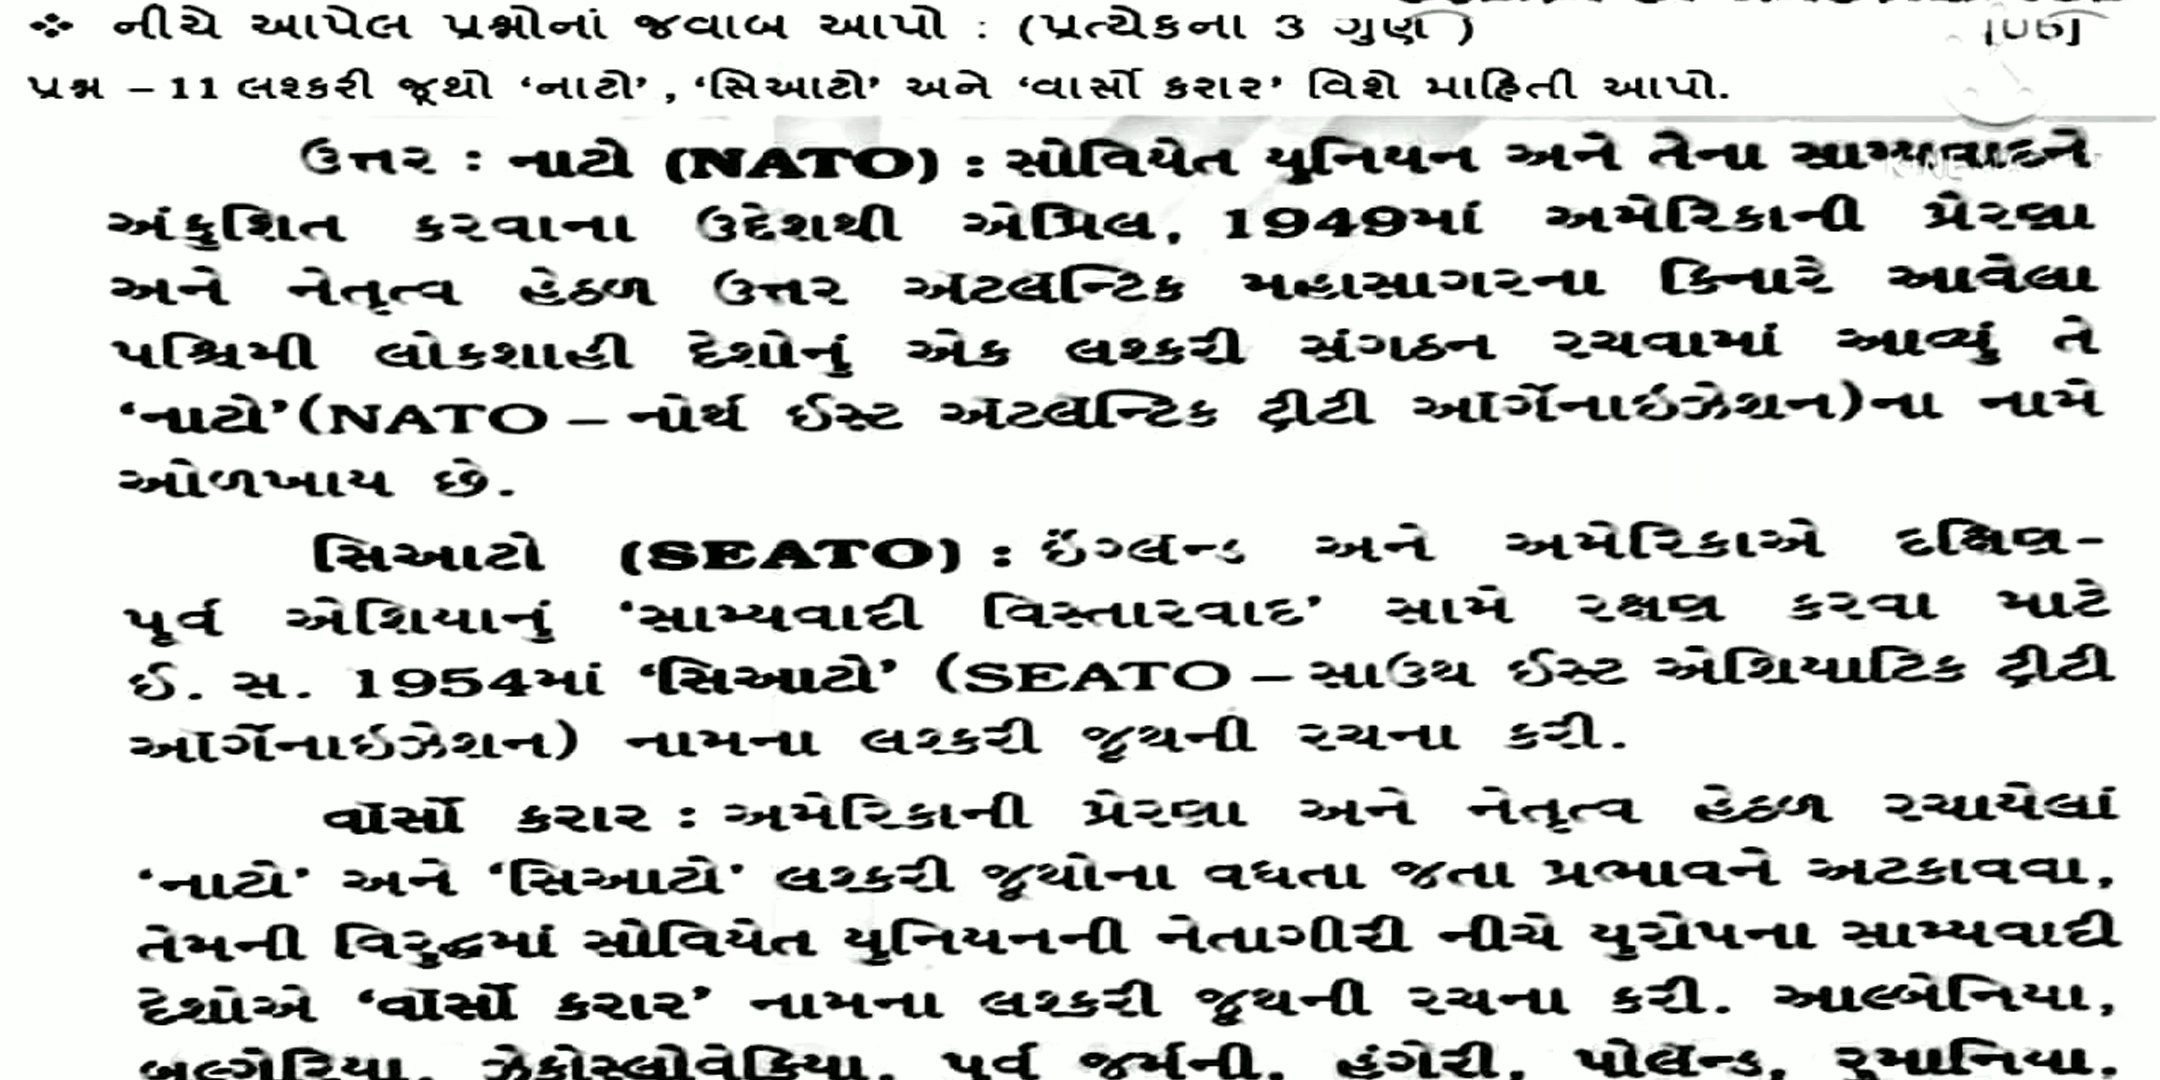 ❖ નીચે આપેલ પ્રશ્નોનાં જવાબ આપો : (પ્રત્યેકના 3 ગુણ )
પ્રશ્ન – 11 લશ્કરી જૂથો ‘નાટો’ , ‘સિઆટો’ અને ‘વાર્સો કરાર’ વિશે માહિતી આપો.
ઉત્તર : નાટો (NATO) : સોવિયેત યુનિયન અને તેના સામ્યવાદને
અંકુશિત કરવાના ઉદ્દેશથી એપ્રિલ, 1949માં અમેરિકાની પ્રેરણા
અને નેતૃત્વ હેઠળ ઉત્તર ઍટલૅન્ટિક મહાસાગરના કિનારે આવેલા
પશ્ચિમી લોકશાહી દેશોનું એક લશ્કરી સંગઠન રચવામાં આવ્યું તે
‘નાટો’(NATO – નોર્થ ઈસ્ટ ઍટલૅન્ટિક ટ્રીટી ઑર્ગેનાઇઝેશન)ના નામે
ઓળખાય છે.
સિઆટો (SEATO) : ઇંગ્લૅન્ડ અને અમેરિકાએ દક્ષિણ-
પૂર્વ એશિયાનું ‘સામ્યવાદી વિસ્તારવાદ’ સામે રક્ષણ કરવા માટે
ઈ. સ. 1954માં ‘સિઆટો’ (SEATO – સાઉથ ઈસ્ટ એશિયાટિક ટ્રીટી
ઑર્ગેનાઇઝેશન) નામના લશ્કરી જૂથની રચના કરી.
વૉર્સો કરાર : અમેરિકાની પ્રેરણા અને નેતૃત્વ હેઠળ રચાયેલાં
‘નાટો’ અને ‘સિઆટો’ લશ્કરી જૂથોના વધતા જતા પ્રભાવને અટકાવવા,
તેમની વિરુદ્ધમાં સોવિયેત યુનિયનની નેતાગીરી નીચે યુરોપના સામ્યવાદી
દેશોએ ‘વૉર્સો કરાર’ નામના લશ્કરી જૂથની રચના કરી. આલ્બેનિયા,
બલ્ગેરિયા, ઝેકોસ્લોવેકિયા, પૂર્વ જર્મની, હંગેરી, પોલૅન્ડ, રુમાનિયા,